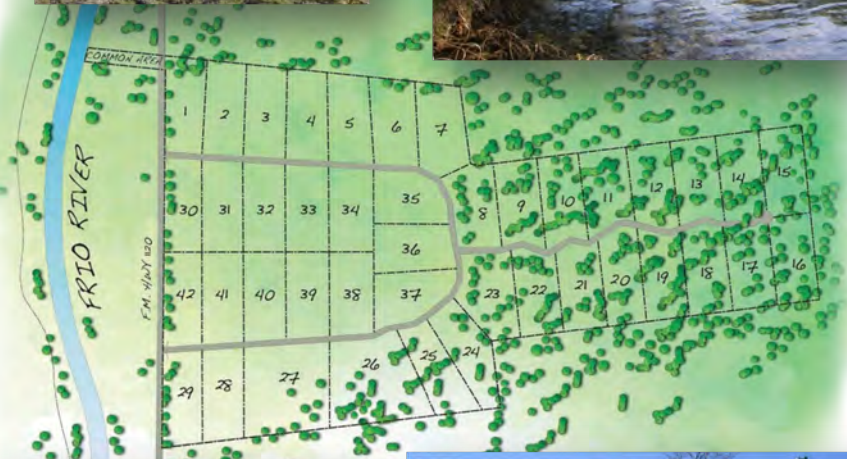 COMMON AREA
1 2 3 4 5 6 7
FRIO RIVER
F.M. HWY 1120
8 9 10 11 12 13 14 15
30 31 32 33 34 35
36
42 41 40 39 38 37
23 22 21 20 19 18 17 16
29 28 27 26 25 24